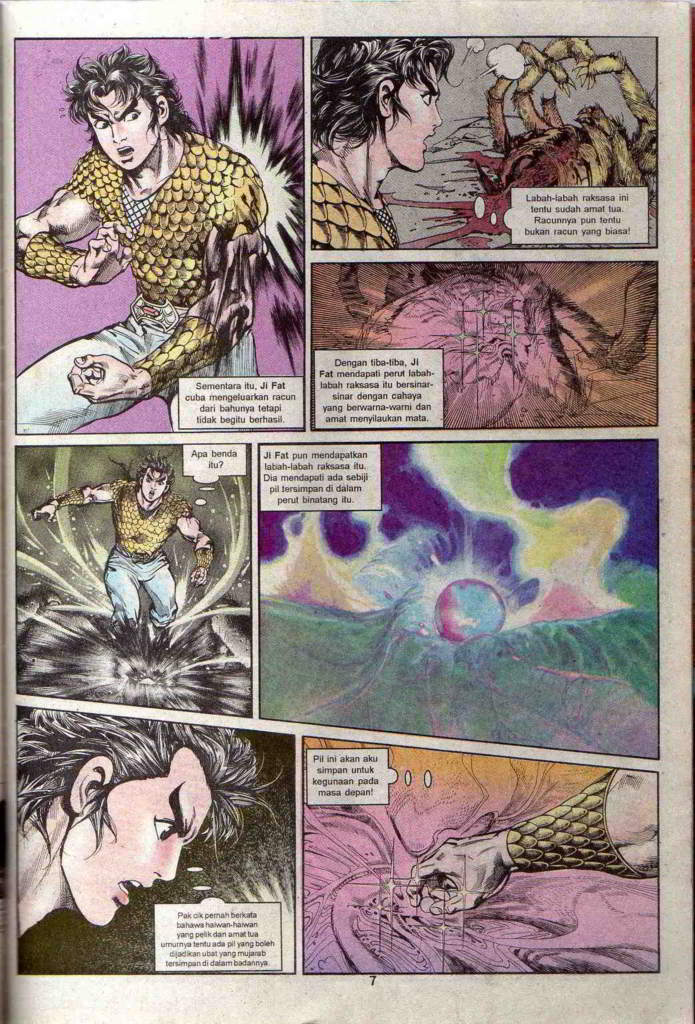 Sementara itu, Ji Fat
cuba mengeluarkan racun
dari bahunya tetapi
tidak begitu berhasil.
Labah-labah raksasa ini
tentu sudah amat tua.
Racunnya pun tentu
bukan racun yang biasa!
Dengan tiba-tiba, Ji
Fat mendapati perut labah-
labah raksasa itu bersinar-
sinar dengan cahaya
yang berwarna-warni dan
amat menyilaukan mata.
Apa benda
itu?
Ji Fat pun mendapatkan
labah-labah raksasa itu.
Dia mendapati ada sebiji
pil tersimpan di dalam
perut binatang itu.
Pak cik pernah berkata
bahawa haiwan-haiwan
yang pelik dan amat tua
umurnya tentu ada pil yang boleh
dijadikan ubat yang mujarab
tersimpan di dalam badannya.
Pil ini akan aku
simpan untuk
kegunaan pada
masa depan!
7